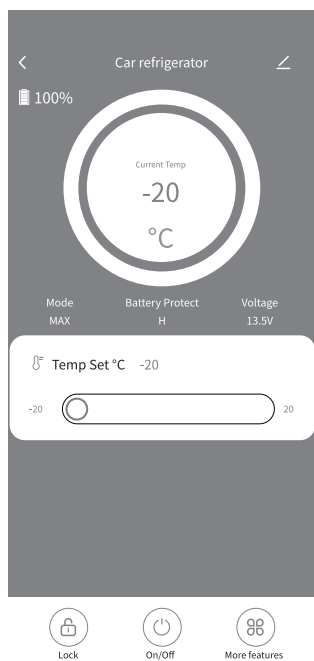 Car refrigerator
100%
Current Temp
-20
°C
Mode Battery Protect Voltage
MAX H 13.5V
Temp Set °C -20
-20 20
Lock On/Off More features